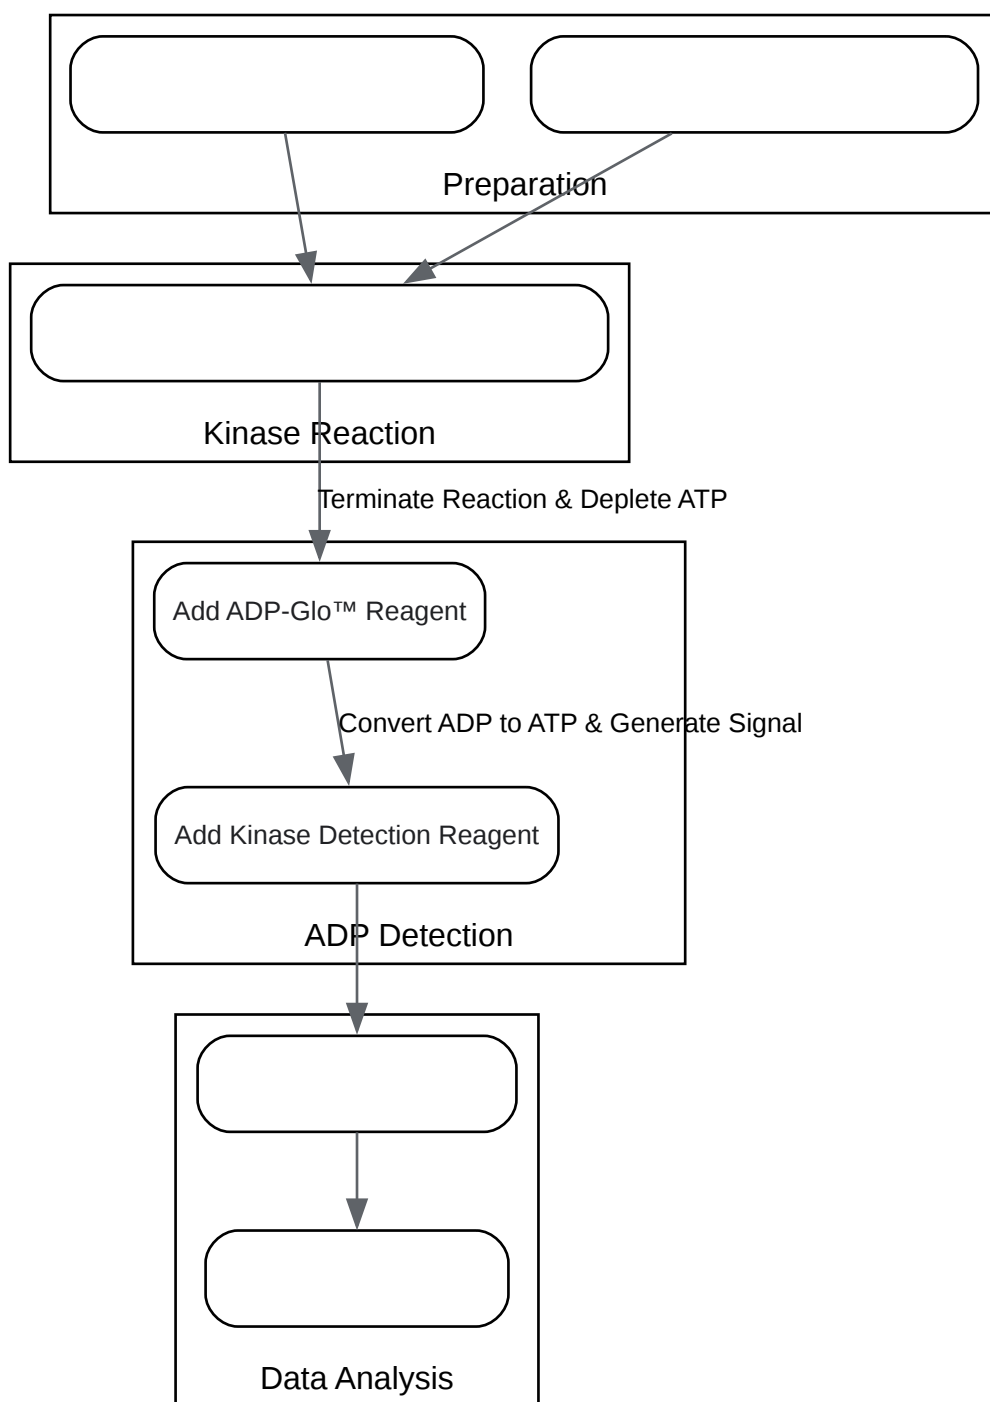 Preparation
Kinase Reaction
Terminate Reaction & Deplete ATP
Add ADP-Glo™ Reagent
Convert ADP to ATP & Generate Signal
Add Kinase Detection Reagent
ADP Detection
Data Analysis